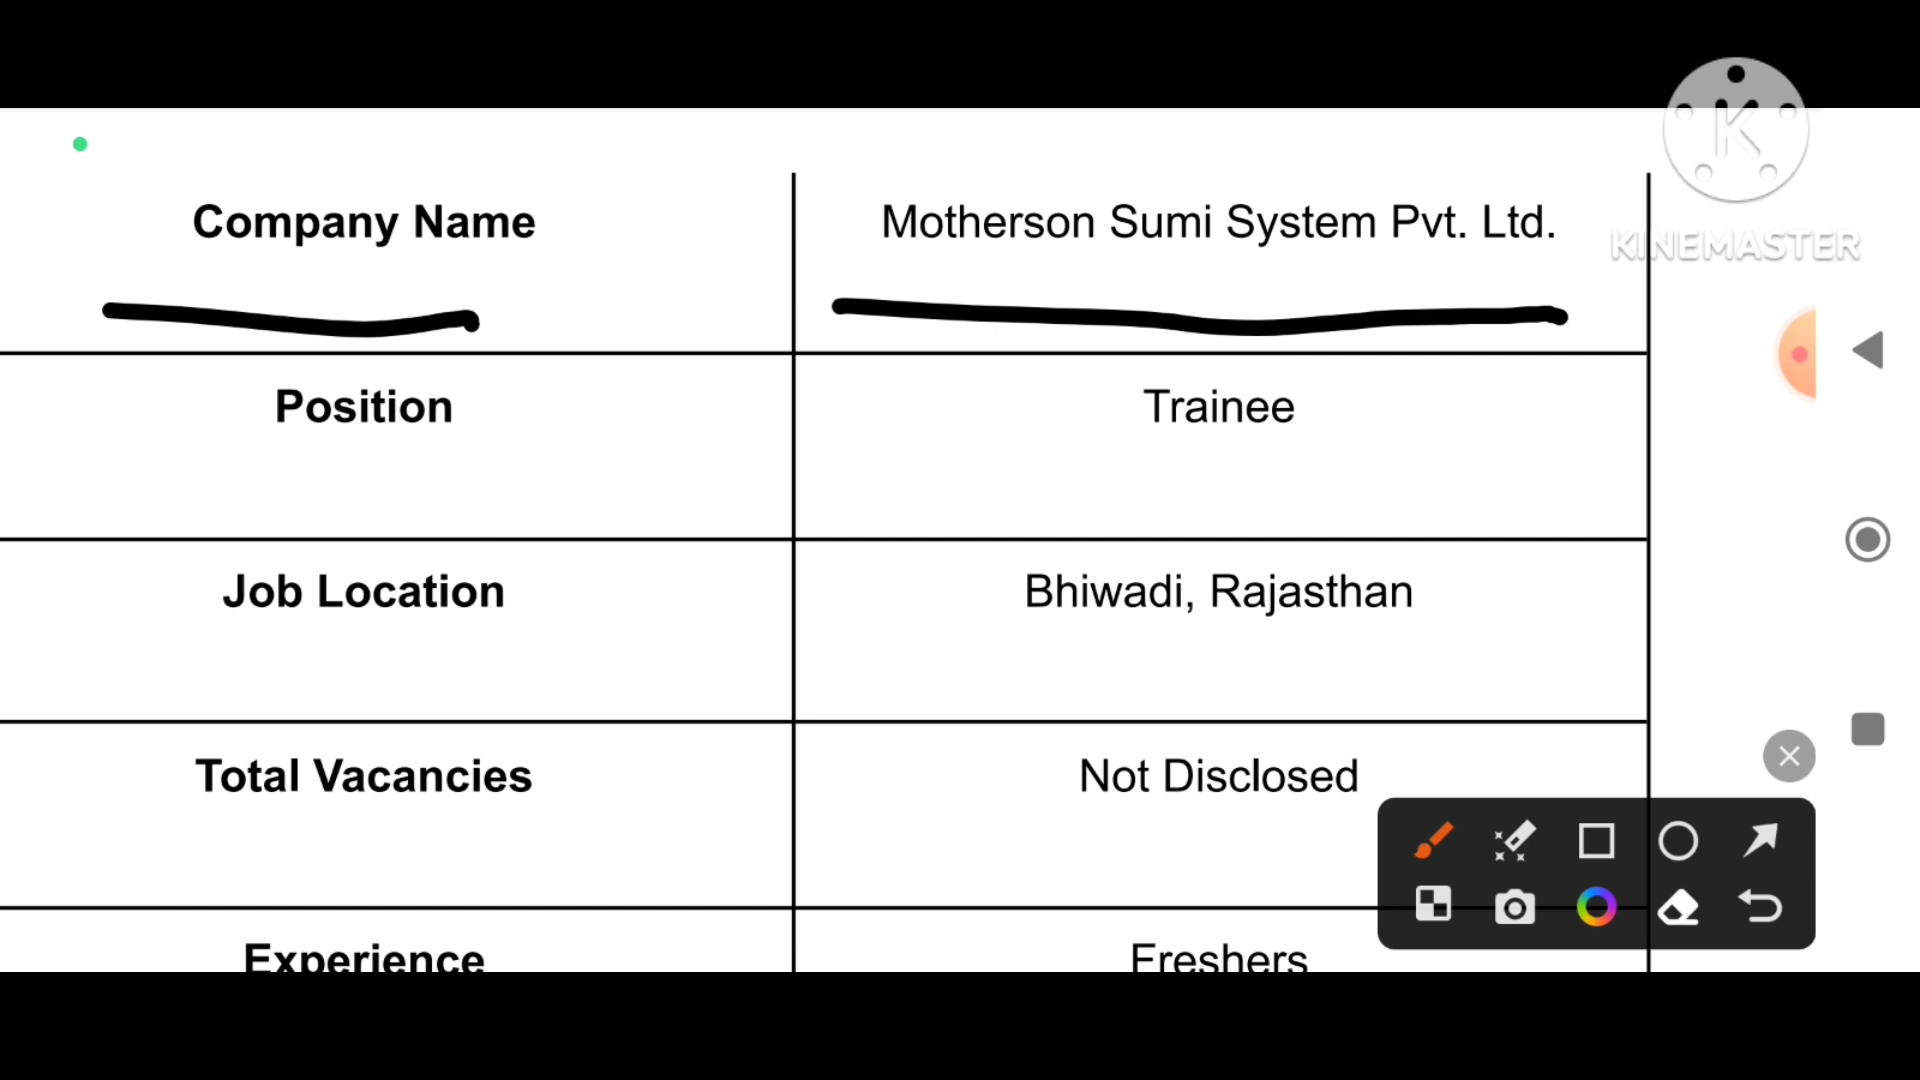 KINEMASTER
Company Name Motherson Sumi System Pvt. Ltd.
Position Trainee
Job Location Bhiwadi, Rajasthan
Total Vacancies Not Disclosed
Experience Freshers